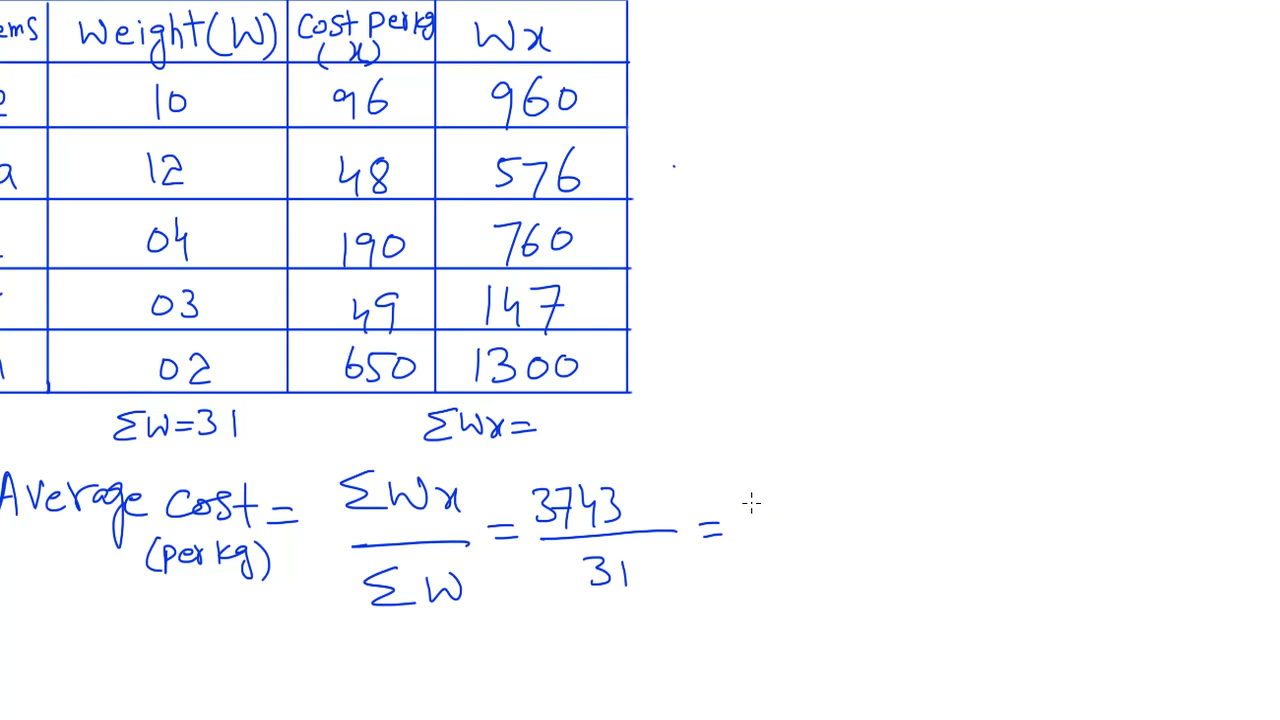 ems Weight(W) Cost Per kg (x) Wx
10 96 960
a 12 48 576
04 190 760
03 49 147
02 650 1300
ΣW=31 ΣWx=
Average Cost (per kg) = ΣWx / ΣW = 3743 / 31 =